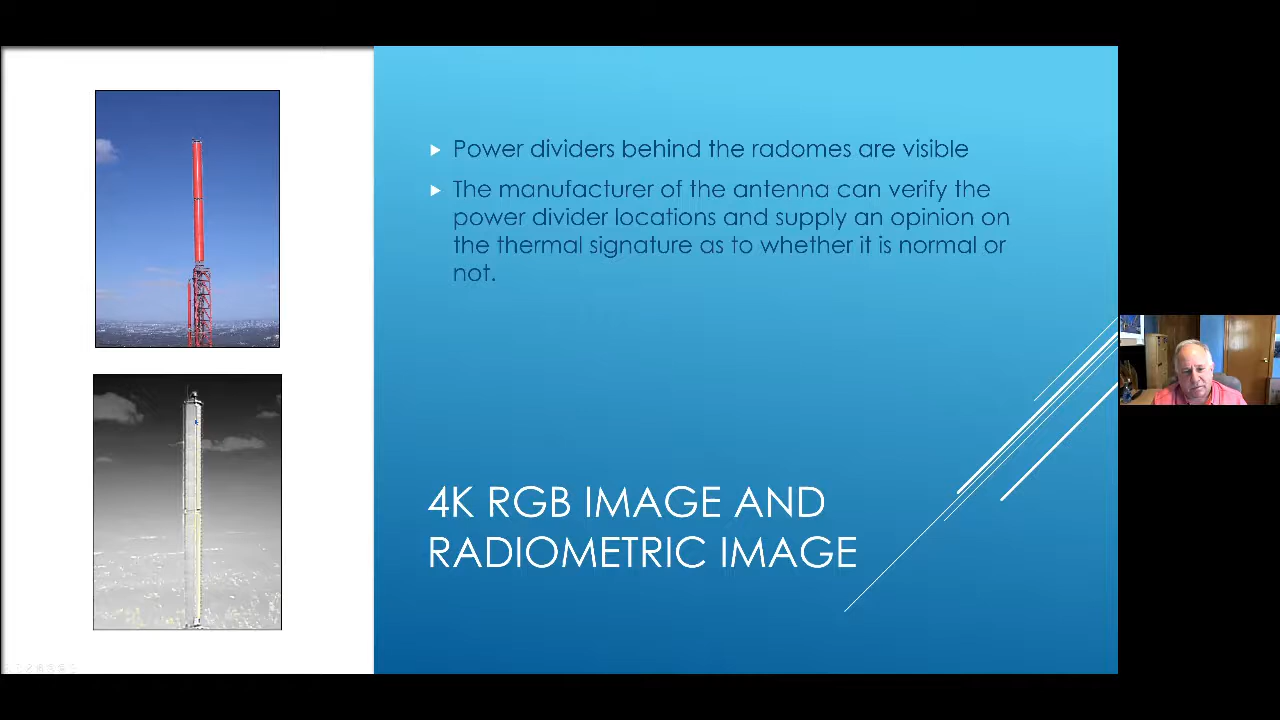 Power dividers behind the radomes are visible
The manufacturer of the antenna can verify the
power divider locations and supply an opinion on
the thermal signature as to whether it is normal or
not.
4K RGB IMAGE AND
RADIOMETRIC IMAGE